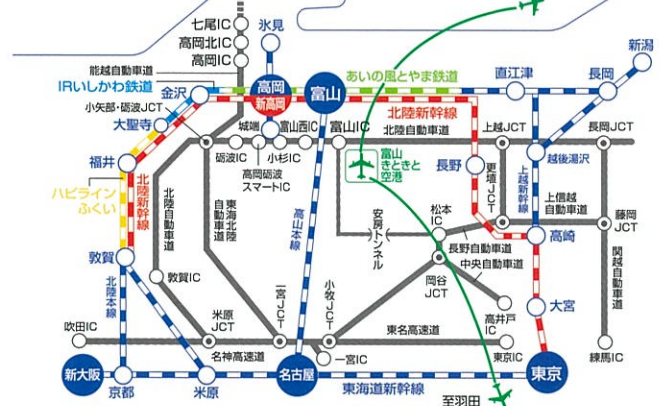 七尾IC
高岡北IC
高岡IC
氷見
新潟
能越自動車道
IRいしかわ鉄道
金沢
高岡
新高岡
富山
あいの風とやま鉄道
直江津
長岡
小矢部・砺波JCT
大聖寺
城端
富山西IC
富山IC
北陸新幹線
北陸自動車道
上越JCT
長岡JCT
砺波IC
小杉IC
高岡砺波
スマートIC
福井
富山
きときと
空港
長野
越後湯沢
ハピライン
ふくい
北陸新幹線
北陸自動車道
東海北陸
自動車道
高山本線
安房トンネル
松本
IC
更埴JCT
上越新幹線
上信越
自動車道
藤岡
JCT
敦賀
長野自動車道
高崎
中央自動車道
関越自動車道
北陸本線
敦賀IC
岡谷
JCT
米原
JCT
一宮JCT
小牧JCT
高井戸
IC
大宮
吹田IC
名神高速道
一宮IC
東名高速道
東京IC
練馬IC
新大阪
京都
米原
名古屋
東海道新幹線
東京
至羽田